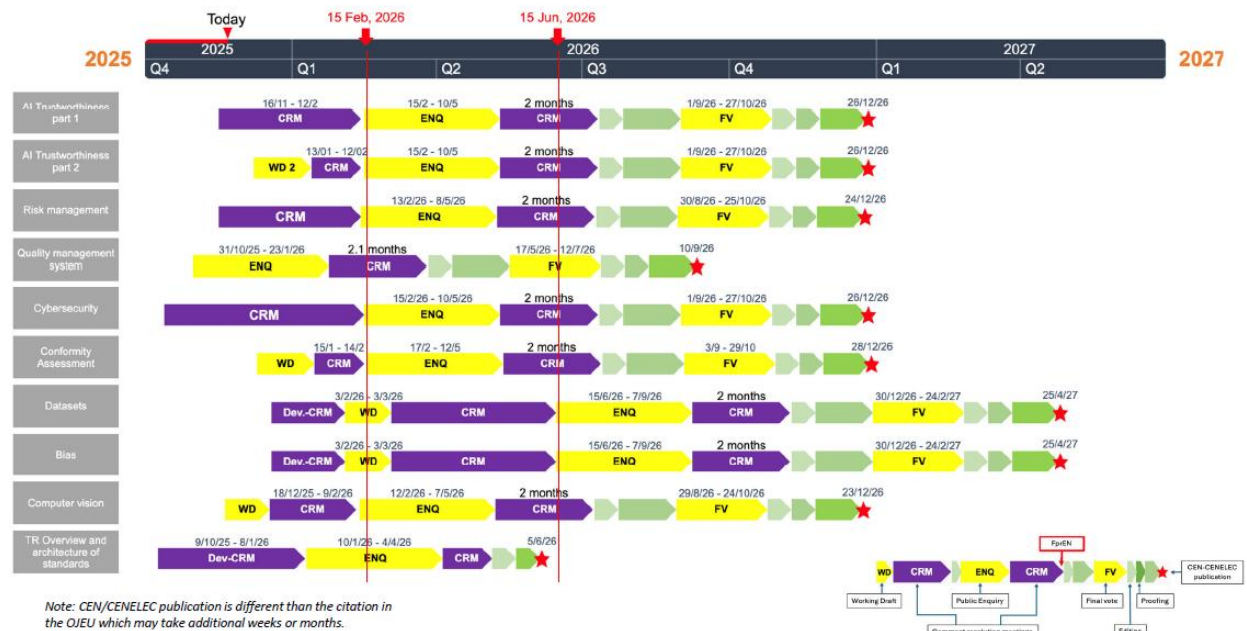 Today
15 Feb, 2026
15 Jun, 2026
2025
2025
2026
2027
2027
Q4
Q1
Q2
Q3
Q4
Q1
Q2
AI Trustworthiness
part 1
16/11 - 12/2
15/2 - 10/5
2 months
1/9/26 - 27/10/26
26/12/26
CRM
ENQ
CRM
FV
AI Trustworthiness
part 2
13/01 - 12/02
15/2 - 10/5
2 months
1/9/26 - 27/10/26
26/12/26
WD 2
CRM
ENQ
CRM
FV
Risk management
13/2/26 - 8/5/26
2 months
30/8/26 - 25/10/26
24/12/26
CRM
ENQ
CRM
FV
Quality management
system
31/10/25 - 23/1/26
2.1 months
17/5/26 - 12/7/26
10/9/26
ENQ
CRM
FV
Cybersecurity
15/2/26 - 10/5/26
2 months
1/9/26 - 27/10/26
26/12/26
CRM
ENQ
CRM
FV
Conformity
Assessment
15/1 - 14/2
17/2 - 12/5
2 months
3/9 - 29/10
28/12/26
WD
CRM
ENQ
CRM
FV
Datasets
3/2/26 - 3/3/26
15/6/26 - 7/9/26
2 months
30/12/26 - 24/2/27
25/4/27
Dev.-CRM
WD
CRM
ENQ
CRM
FV
Bias
3/2/26 - 3/3/26
15/6/26 - 7/9/26
2 months
30/12/26 - 24/2/27
25/4/27
Dev.-CRM
WD
CRM
ENQ
CRM
FV
Computer vision
18/12/25 - 9/2/26
12/2/26 - 7/5/26
2 months
29/8/26 - 24/10/26
23/12/26
WD
CRM
ENQ
CRM
FV
TR Overview and
architecture of
standards
9/10/25 - 8/1/26
10/1/26 - 4/4/26
5/6/26
Dev-CRM
ENQ
CRM
Note: CEN/CENELEC publication is different than the citation in
the OJEU which may take additional weeks or months.
FprEN
WD
CRM
ENQ
CRM
FV
CEN-CENELEC
publication
Working Draft
Public Enquiry
Final vote
Proofing
Comment resolution meetings
Editing